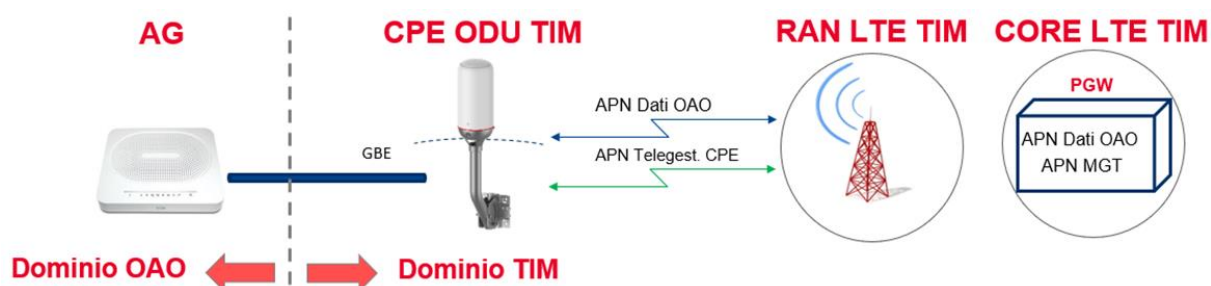 AG
CPE ODU TIM
RAN LTE TIM
CORE LTE TIM
PGW
APN Dati OAO
APN Dati OAO
GBE
APN Telegest. CPE
APN MGT
Dominio OAO
Dominio TIM